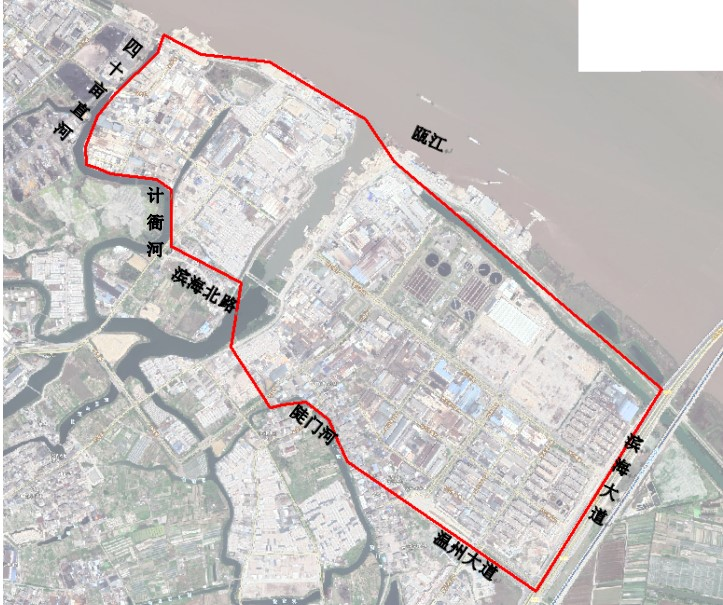 四十亩直河
瓯江
计衙河
滨海北路
陡门河
滨海大道
温州大道